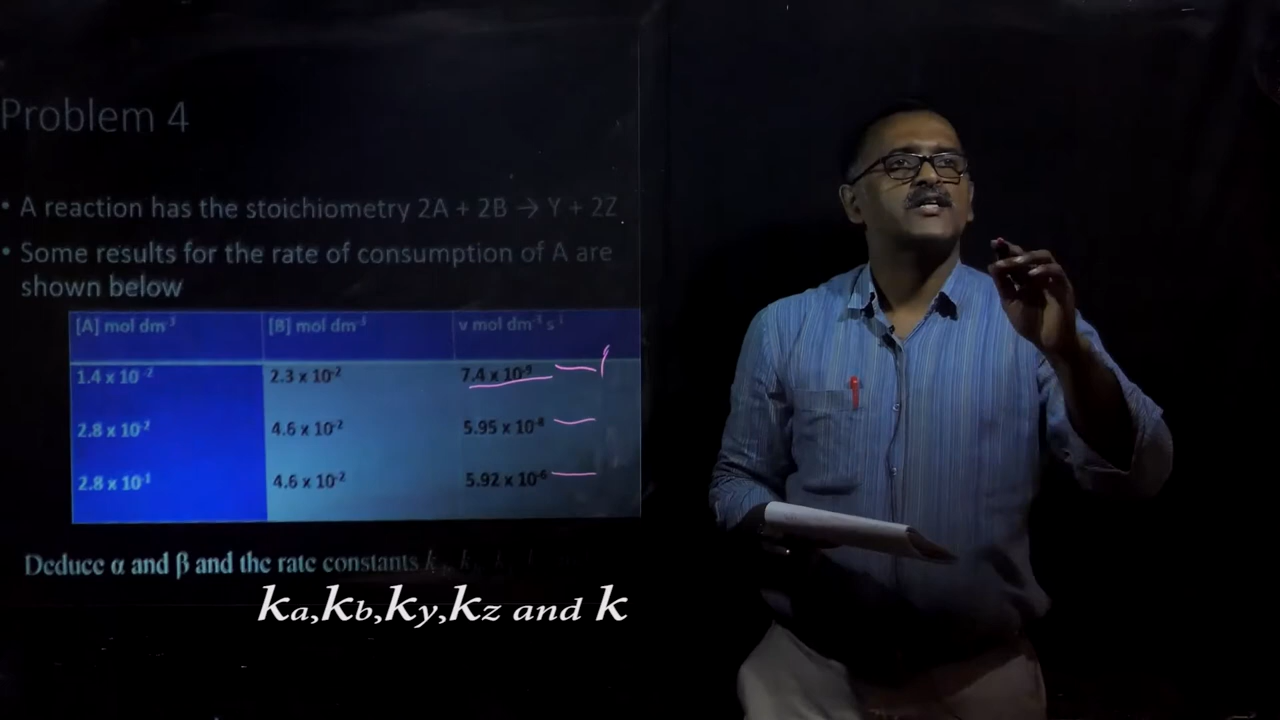 Problem 4
• A reaction has the stoichiometry 2A + 2B → Y + 2Z
• Some results for the rate of consumption of A are
shown below
[A] mol dm⁻³ [B] mol dm⁻³ v mol dm⁻³ s⁻¹
1.4 x 10⁻² 2.3 x 10⁻² 7.4 x 10⁻⁹
2.8 x 10⁻² 4.6 x 10⁻² 5.95 x 10⁻⁸
2.8 x 10⁻¹ 4.6 x 10⁻² 5.92 x 10⁻⁶
Deduce α and β and the rate constants
ka,kb,ky,kz and k